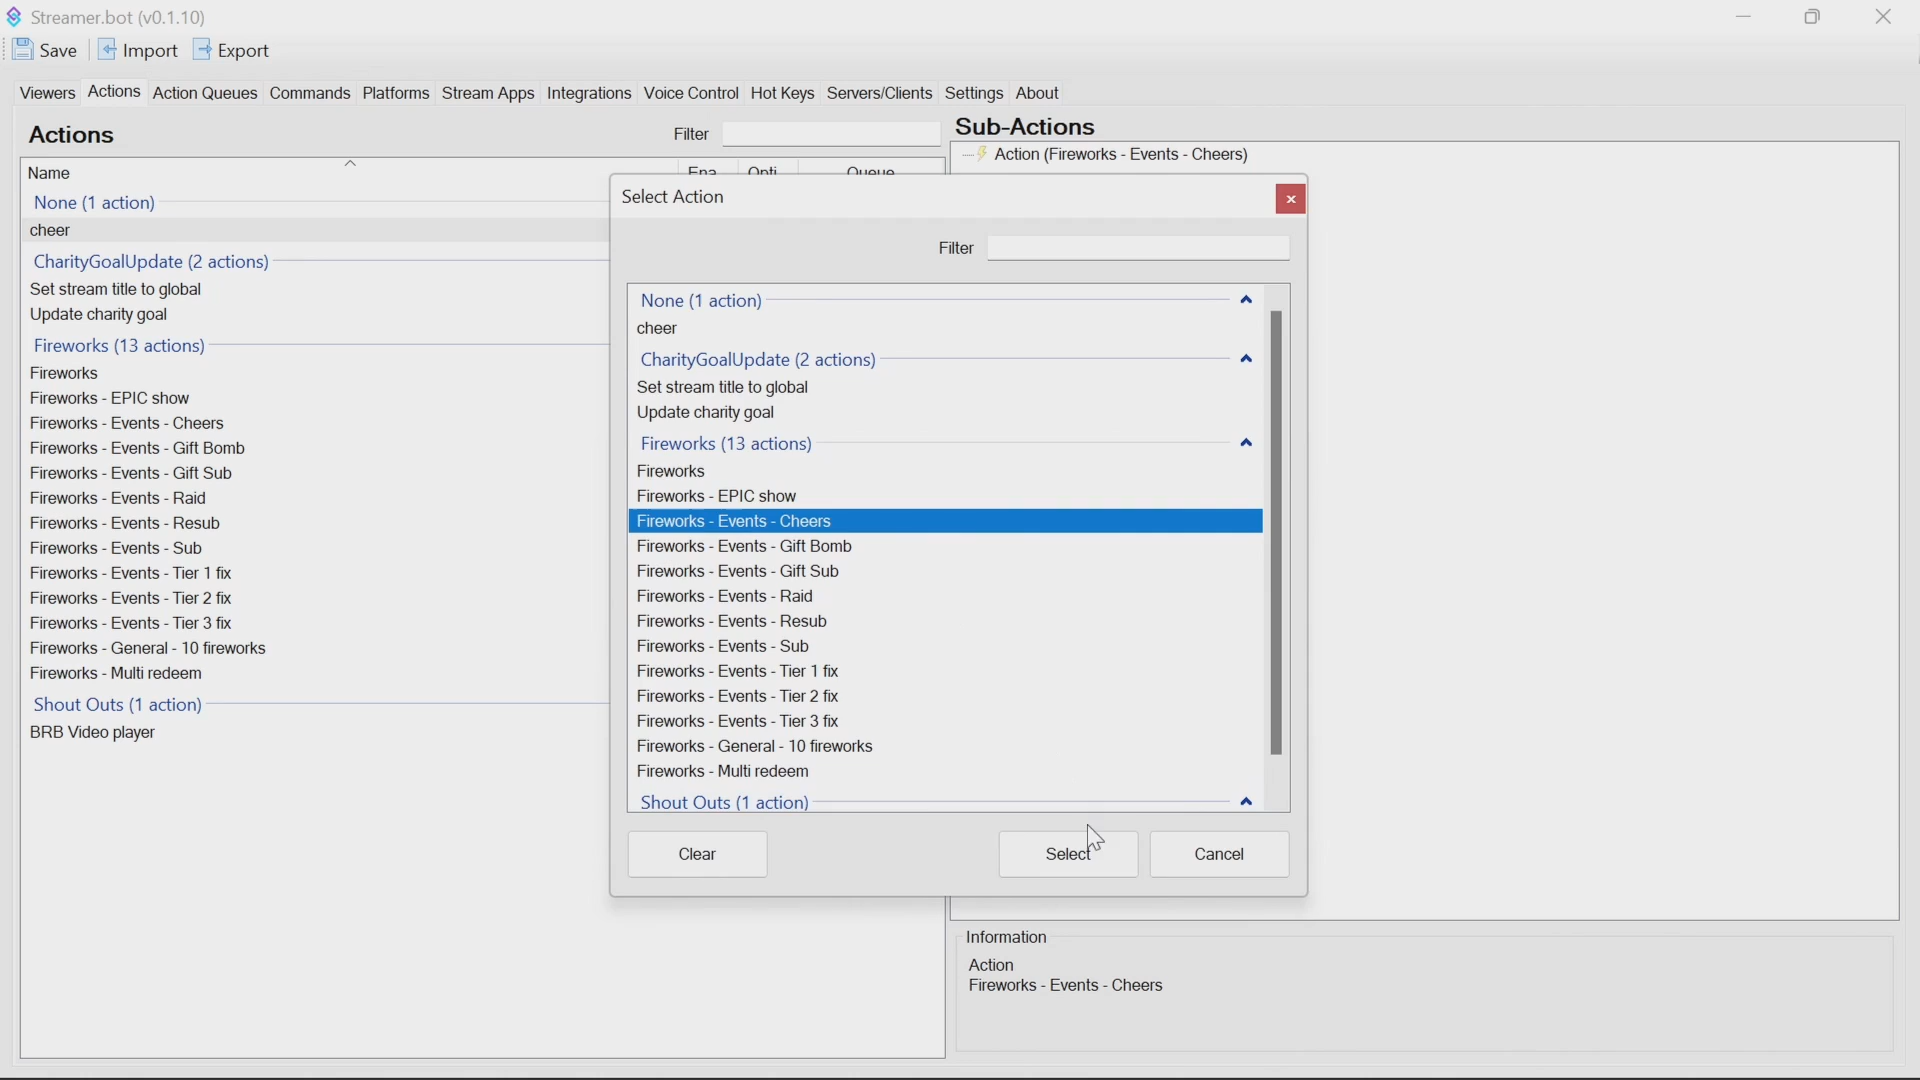 Streamer.bot (v0.1.10)
Save Import Export
Viewers Actions Action Queues Commands Platforms Stream Apps Integrations Voice Control Hot Keys Servers/Clients Settings About
Actions
Filter
Name
None (1 action)
cheer
CharityGoalUpdate (2 actions)
Set stream title to global
Update charity goal
Fireworks (13 actions)
Fireworks
Fireworks - EPIC show
Fireworks - Events - Cheers
Fireworks - Events - Gift Bomb
Fireworks - Events - Gift Sub
Fireworks - Events - Raid
Fireworks - Events - Resub
Fireworks - Events - Sub
Fireworks - Events - Tier 1 fix
Fireworks - Events - Tier 2 fix
Fireworks - Events - Tier 3 fix
Fireworks - General - 10 fireworks
Fireworks - Multi redeem
Shout Outs (1 action)
BRB Video player
Ena Opti Queue
Sub-Actions
Action (Fireworks - Events - Cheers)
Select Action
Filter
None (1 action)
cheer
CharityGoalUpdate (2 actions)
Set stream title to global
Update charity goal
Fireworks (13 actions)
Fireworks
Fireworks - EPIC show
Fireworks - Events - Cheers
Fireworks - Events - Gift Bomb
Fireworks - Events - Gift Sub
Fireworks - Events - Raid
Fireworks - Events - Resub
Fireworks - Events - Sub
Fireworks - Events - Tier 1 fix
Fireworks - Events - Tier 2 fix
Fireworks - Events - Tier 3 fix
Fireworks - General - 10 fireworks
Fireworks - Multi redeem
Shout Outs (1 action)
Clear Select Cancel
Information
Action
Fireworks - Events - Cheers